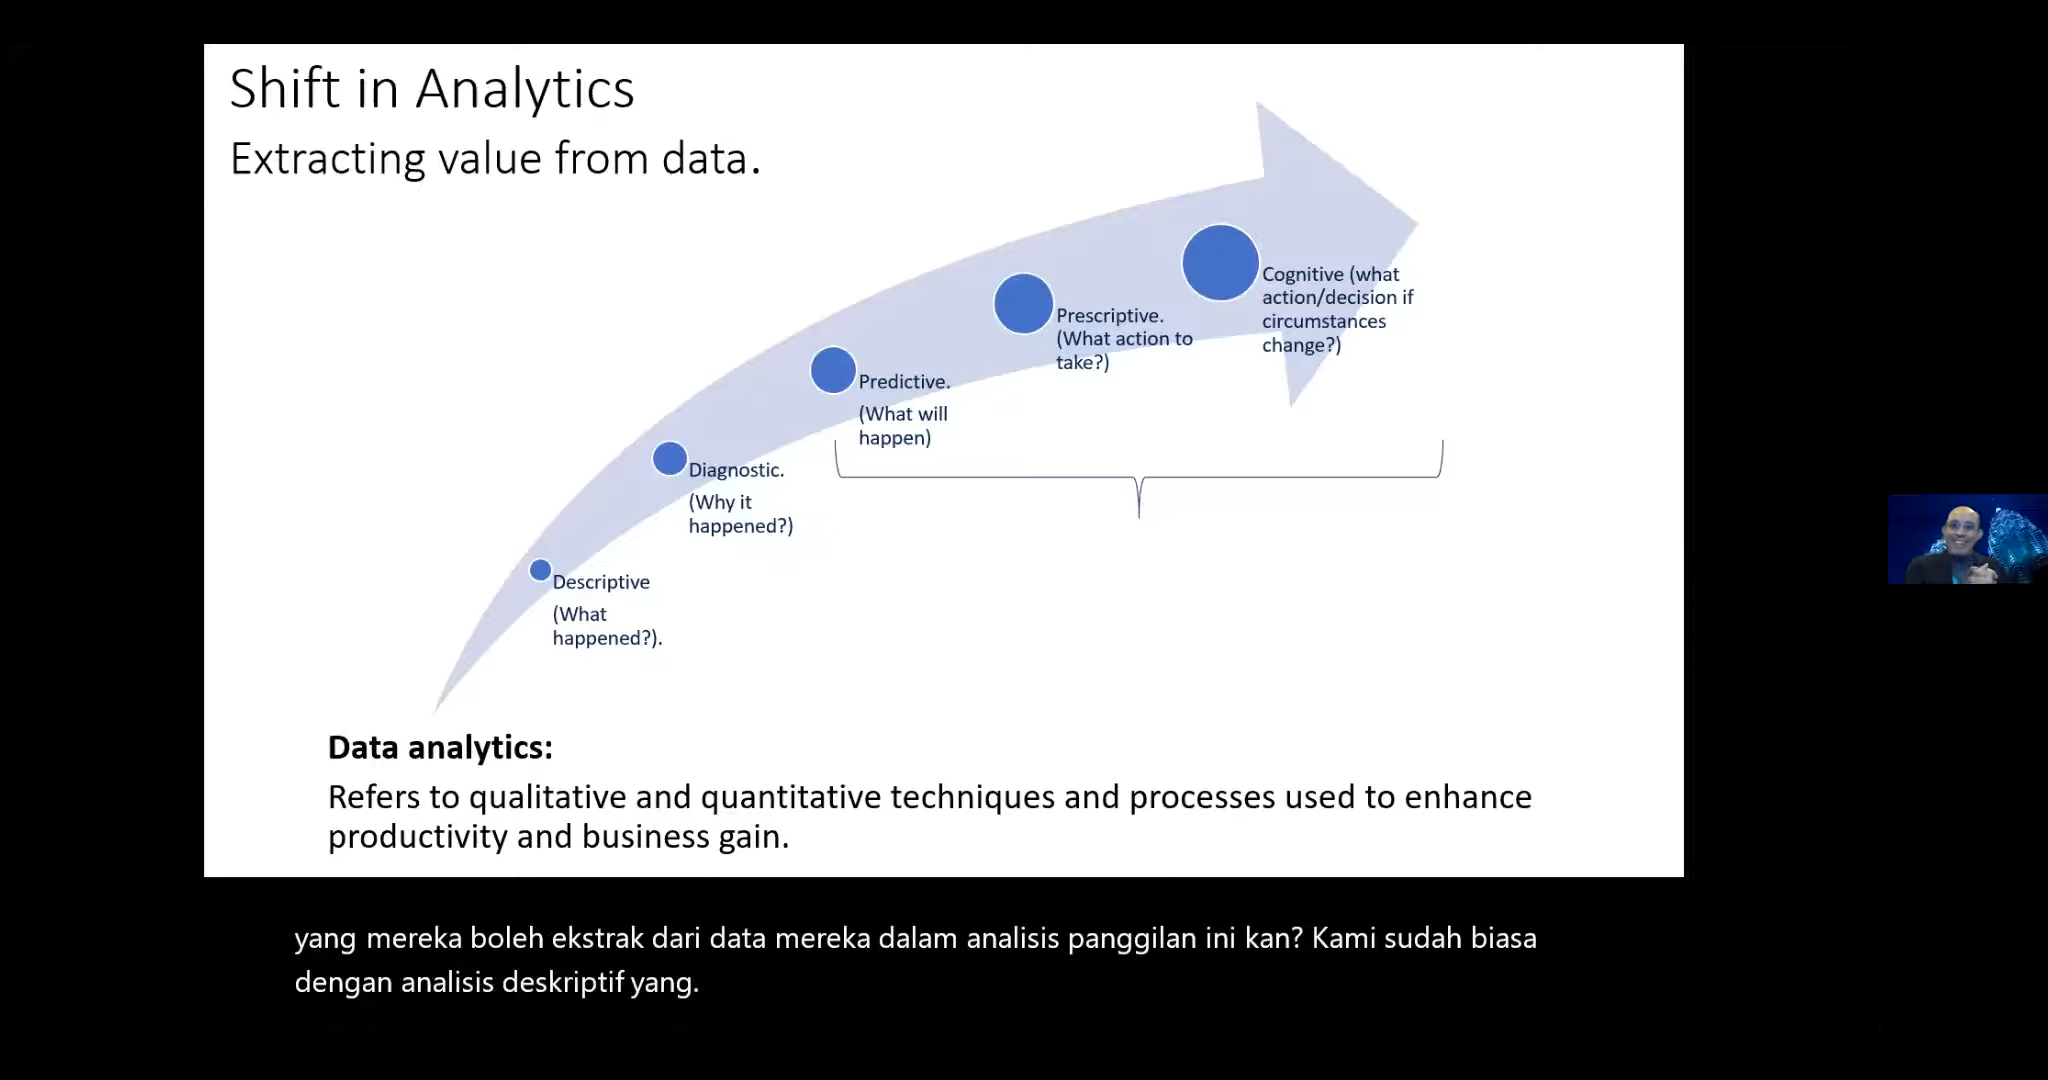 Shift in Analytics
Extracting value from data.
Cognitive (what
action/decision if
circumstances
change?)
Prescriptive.
(What action to
take?)
Predictive.
(What will
happen)
Diagnostic.
(Why it
happened?)
Descriptive
(What
happened?).
Data analytics:
Refers to qualitative and quantitative techniques and processes used to enhance
productivity and business gain.
yang mereka boleh ekstrak dari data mereka dalam analisis panggilan ini kan? Kami sudah biasa
dengan analisis deskriptif yang.